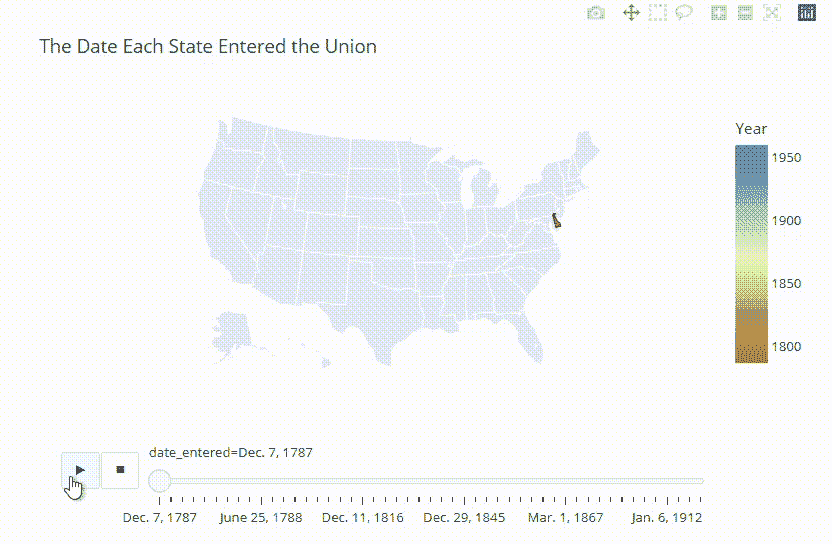 The Date Each State Entered the Union
Year
1950
1900
1850
1800
date_entered=Dec. 7, 1787
Dec. 7, 1787
June 25, 1788
Dec. 11, 1816
Dec. 29, 1845
Mar. 1, 1867
Jan. 6, 1912